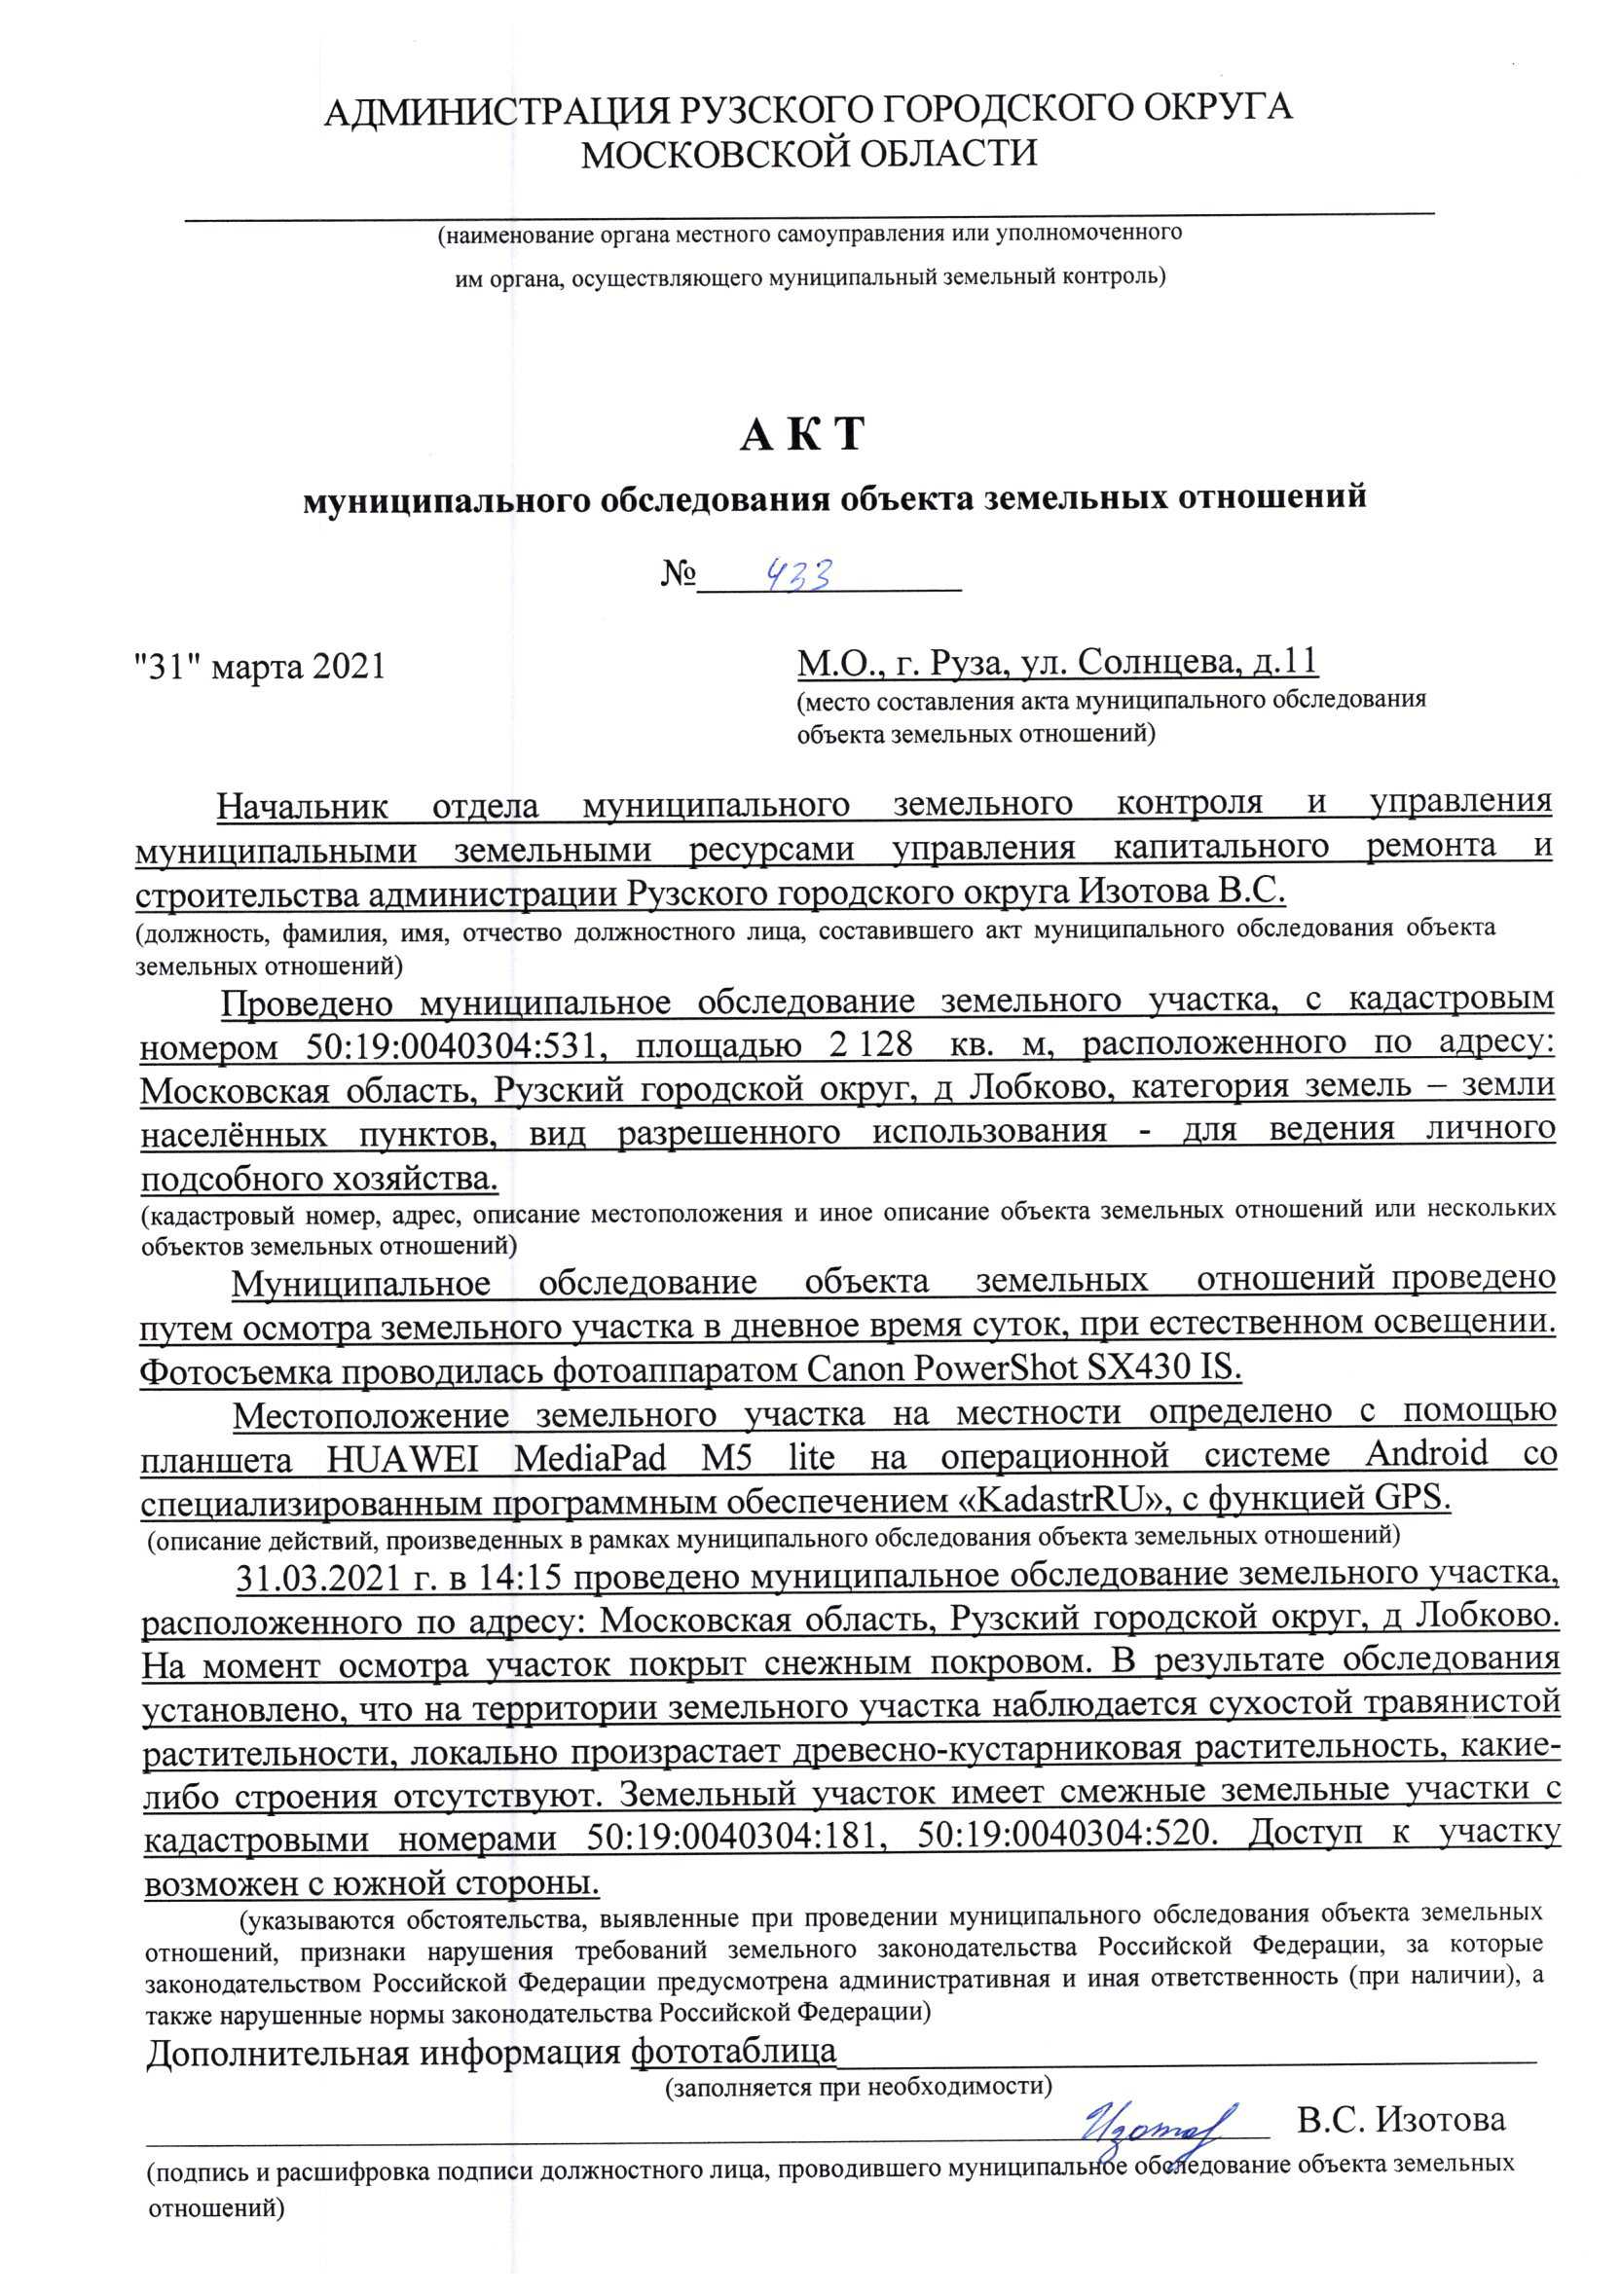 АДМИНИСТРАЦИЯ РУЗСКОГО ГОРОДСКОГО ОКРУГА
МОСКОВСКОЙ ОБЛАСТИ
(наименование органа местного самоуправления или уполномоченного
им органа, осуществляющего муниципальный земельный контроль)
А К Т
муниципального обследования объекта земельных отношений
№ 433
"31" марта 2021
М.О., г. Руза, ул. Солнцева, д.11
(место составления акта муниципального обследования
объекта земельных отношений)
Начальник отдела муниципального земельного контроля и управления
муниципальными земельными ресурсами управления капитального ремонта и
строительства администрации Рузского городского округа Изотова В.С.
(должность, фамилия, имя, отчество должностного лица, составившего акт муниципального обследования объекта
земельных отношений)
Проведено муниципальное обследование земельного участка, с кадастровым
номером 50:19:0040304:531, площадью 2 128 кв. м, расположенного по адресу:
Московская область, Рузский городской округ, д Лобково, категория земель – земли
населённых пунктов, вид разрешенного использования - для ведения личного
подсобного хозяйства.
(кадастровый номер, адрес, описание местоположения и иное описание объекта земельных отношений или нескольких
объектов земельных отношений)
Муниципальное обследование объекта земельных отношений проведено
путем осмотра земельного участка в дневное время суток, при естественном освещении.
Фотосъемка проводилась фотоаппаратом Canon PowerShot SX430 IS.
Местоположение земельного участка на местности определено с помощью
планшета HUAWEI MediaPad M5 lite на операционной системе Android со
специализированным программным обеспечением «KadastrRU», с функцией GPS.
(описание действий, произведенных в рамках муниципального обследования объекта земельных отношений)
31.03.2021 г. в 14:15 проведено муниципальное обследование земельного участка,
расположенного по адресу: Московская область, Рузский городской округ, д Лобково.
На момент осмотра участок покрыт снежным покровом. В результате обследования
установлено, что на территории земельного участка наблюдается сухостой травянистой
растительности, локально произрастает древесно-кустарниковая растительность, какие-
либо строения отсутствуют. Земельный участок имеет смежные земельные участки с
кадастровыми номерами 50:19:0040304:181, 50:19:0040304:520. Доступ к участку
возможен с южной стороны.
(указываются обстоятельства, выявленные при проведении муниципального обследования объекта земельных
отношений, признаки нарушения требований земельного законодательства Российской Федерации, за которые
законодательством Российской Федерации предусмотрена административная и иная ответственность (при наличии), а
также нарушенные нормы законодательства Российской Федерации)
Дополнительная информация фототаблица
(заполняется при необходимости)
Изотов В.С. Изотова
(подпись и расшифровка подписи должностного лица, проводившего муниципальное обследование объекта земельных
отношений)